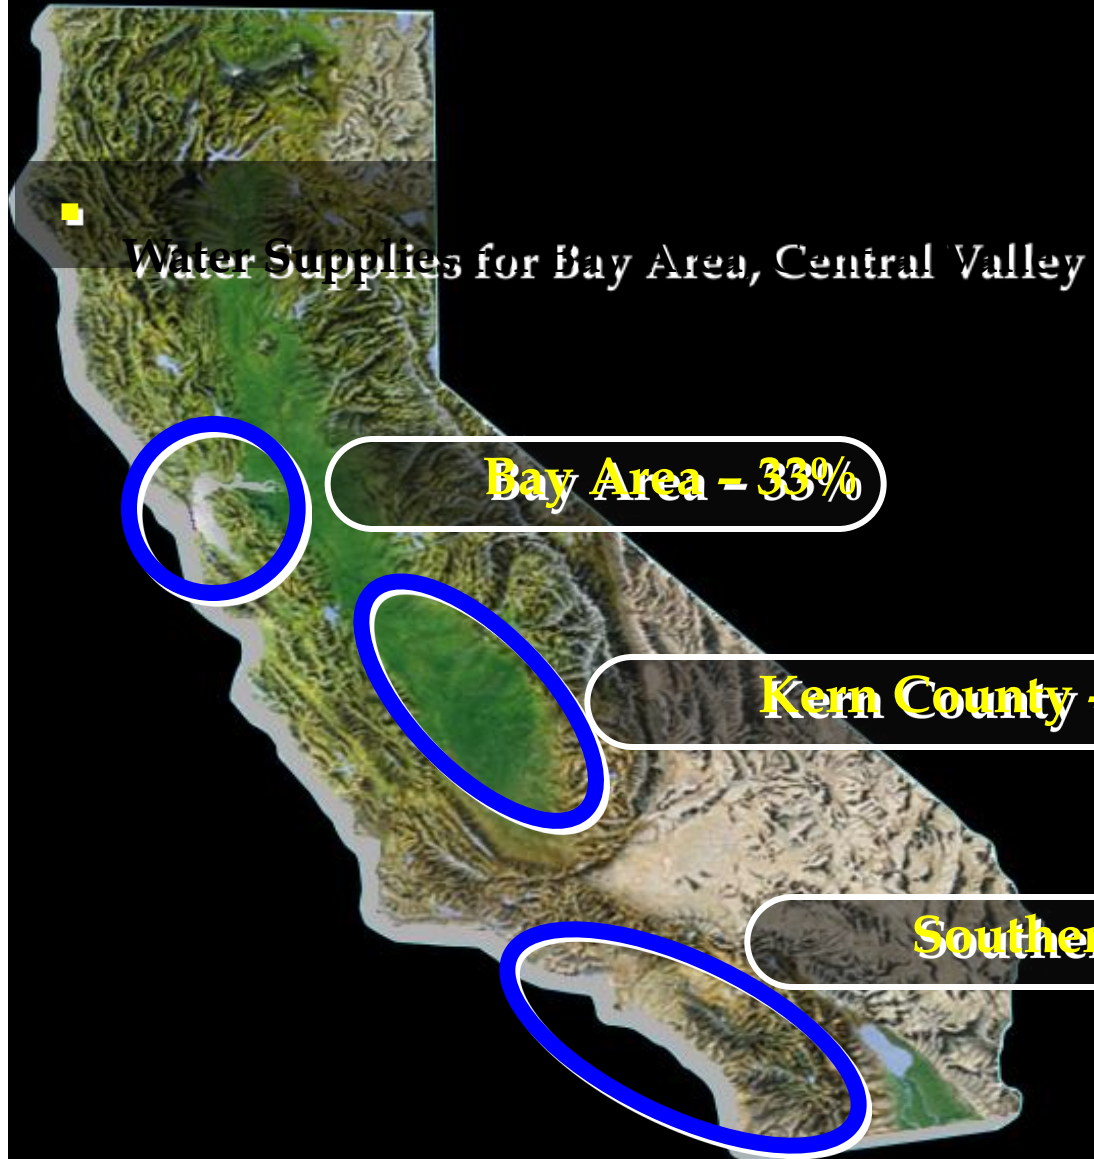 Water Supplies for Bay Area, Central Valley
Bay Area – 33%
Kern County -
Souther